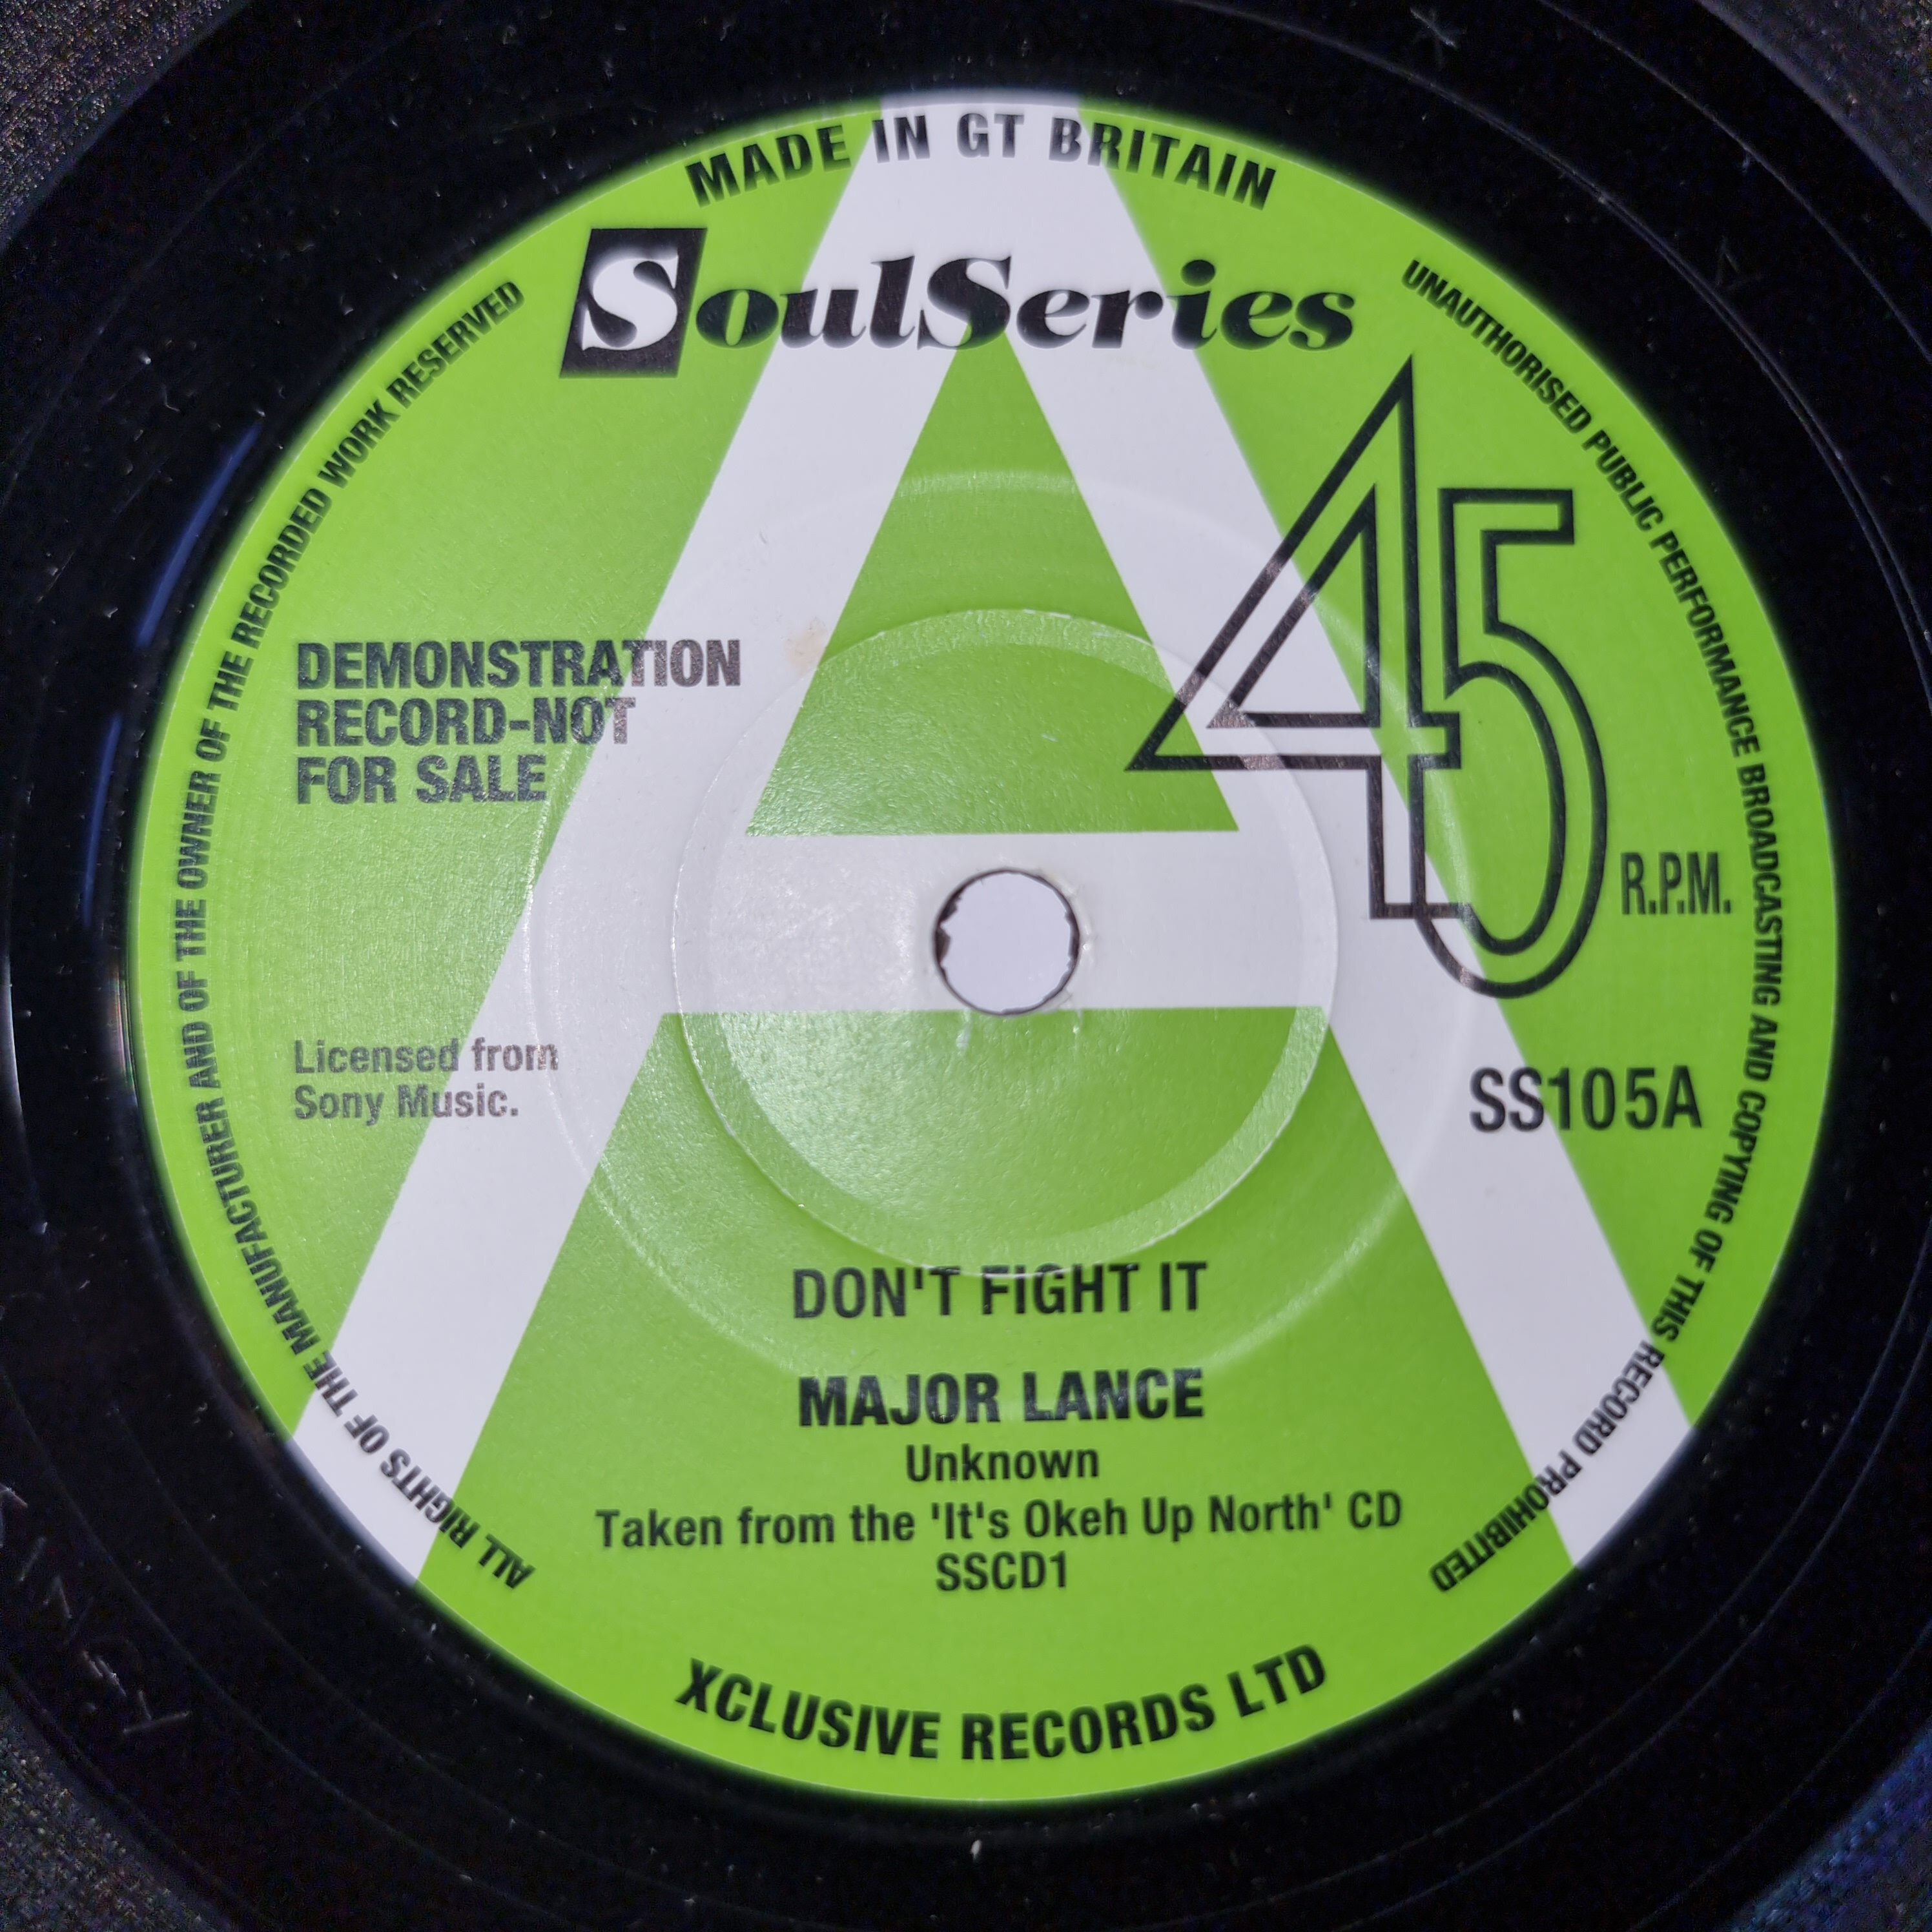 MADE IN GT BRITAIN
SoulSeries
UNAUTHORISED PUBLIC PERFORMANCE BROADCASTING AND COPYING OF THIS RECORD PROHIBITED
ALL RIGHTS OF THE MANUFACTURER AND OF THE OWNER OF THE RECORDED WORK RESERVED
A
45
R.P.M.
DEMONSTRATION
RECORD-NOT
FOR SALE
Licensed from
Sony Music.
SS105A
DON'T FIGHT IT
MAJOR LANCE
Unknown
Taken from the 'It's Okeh Up North' CD
SSCD1
XCLUSIVE RECORDS LTD